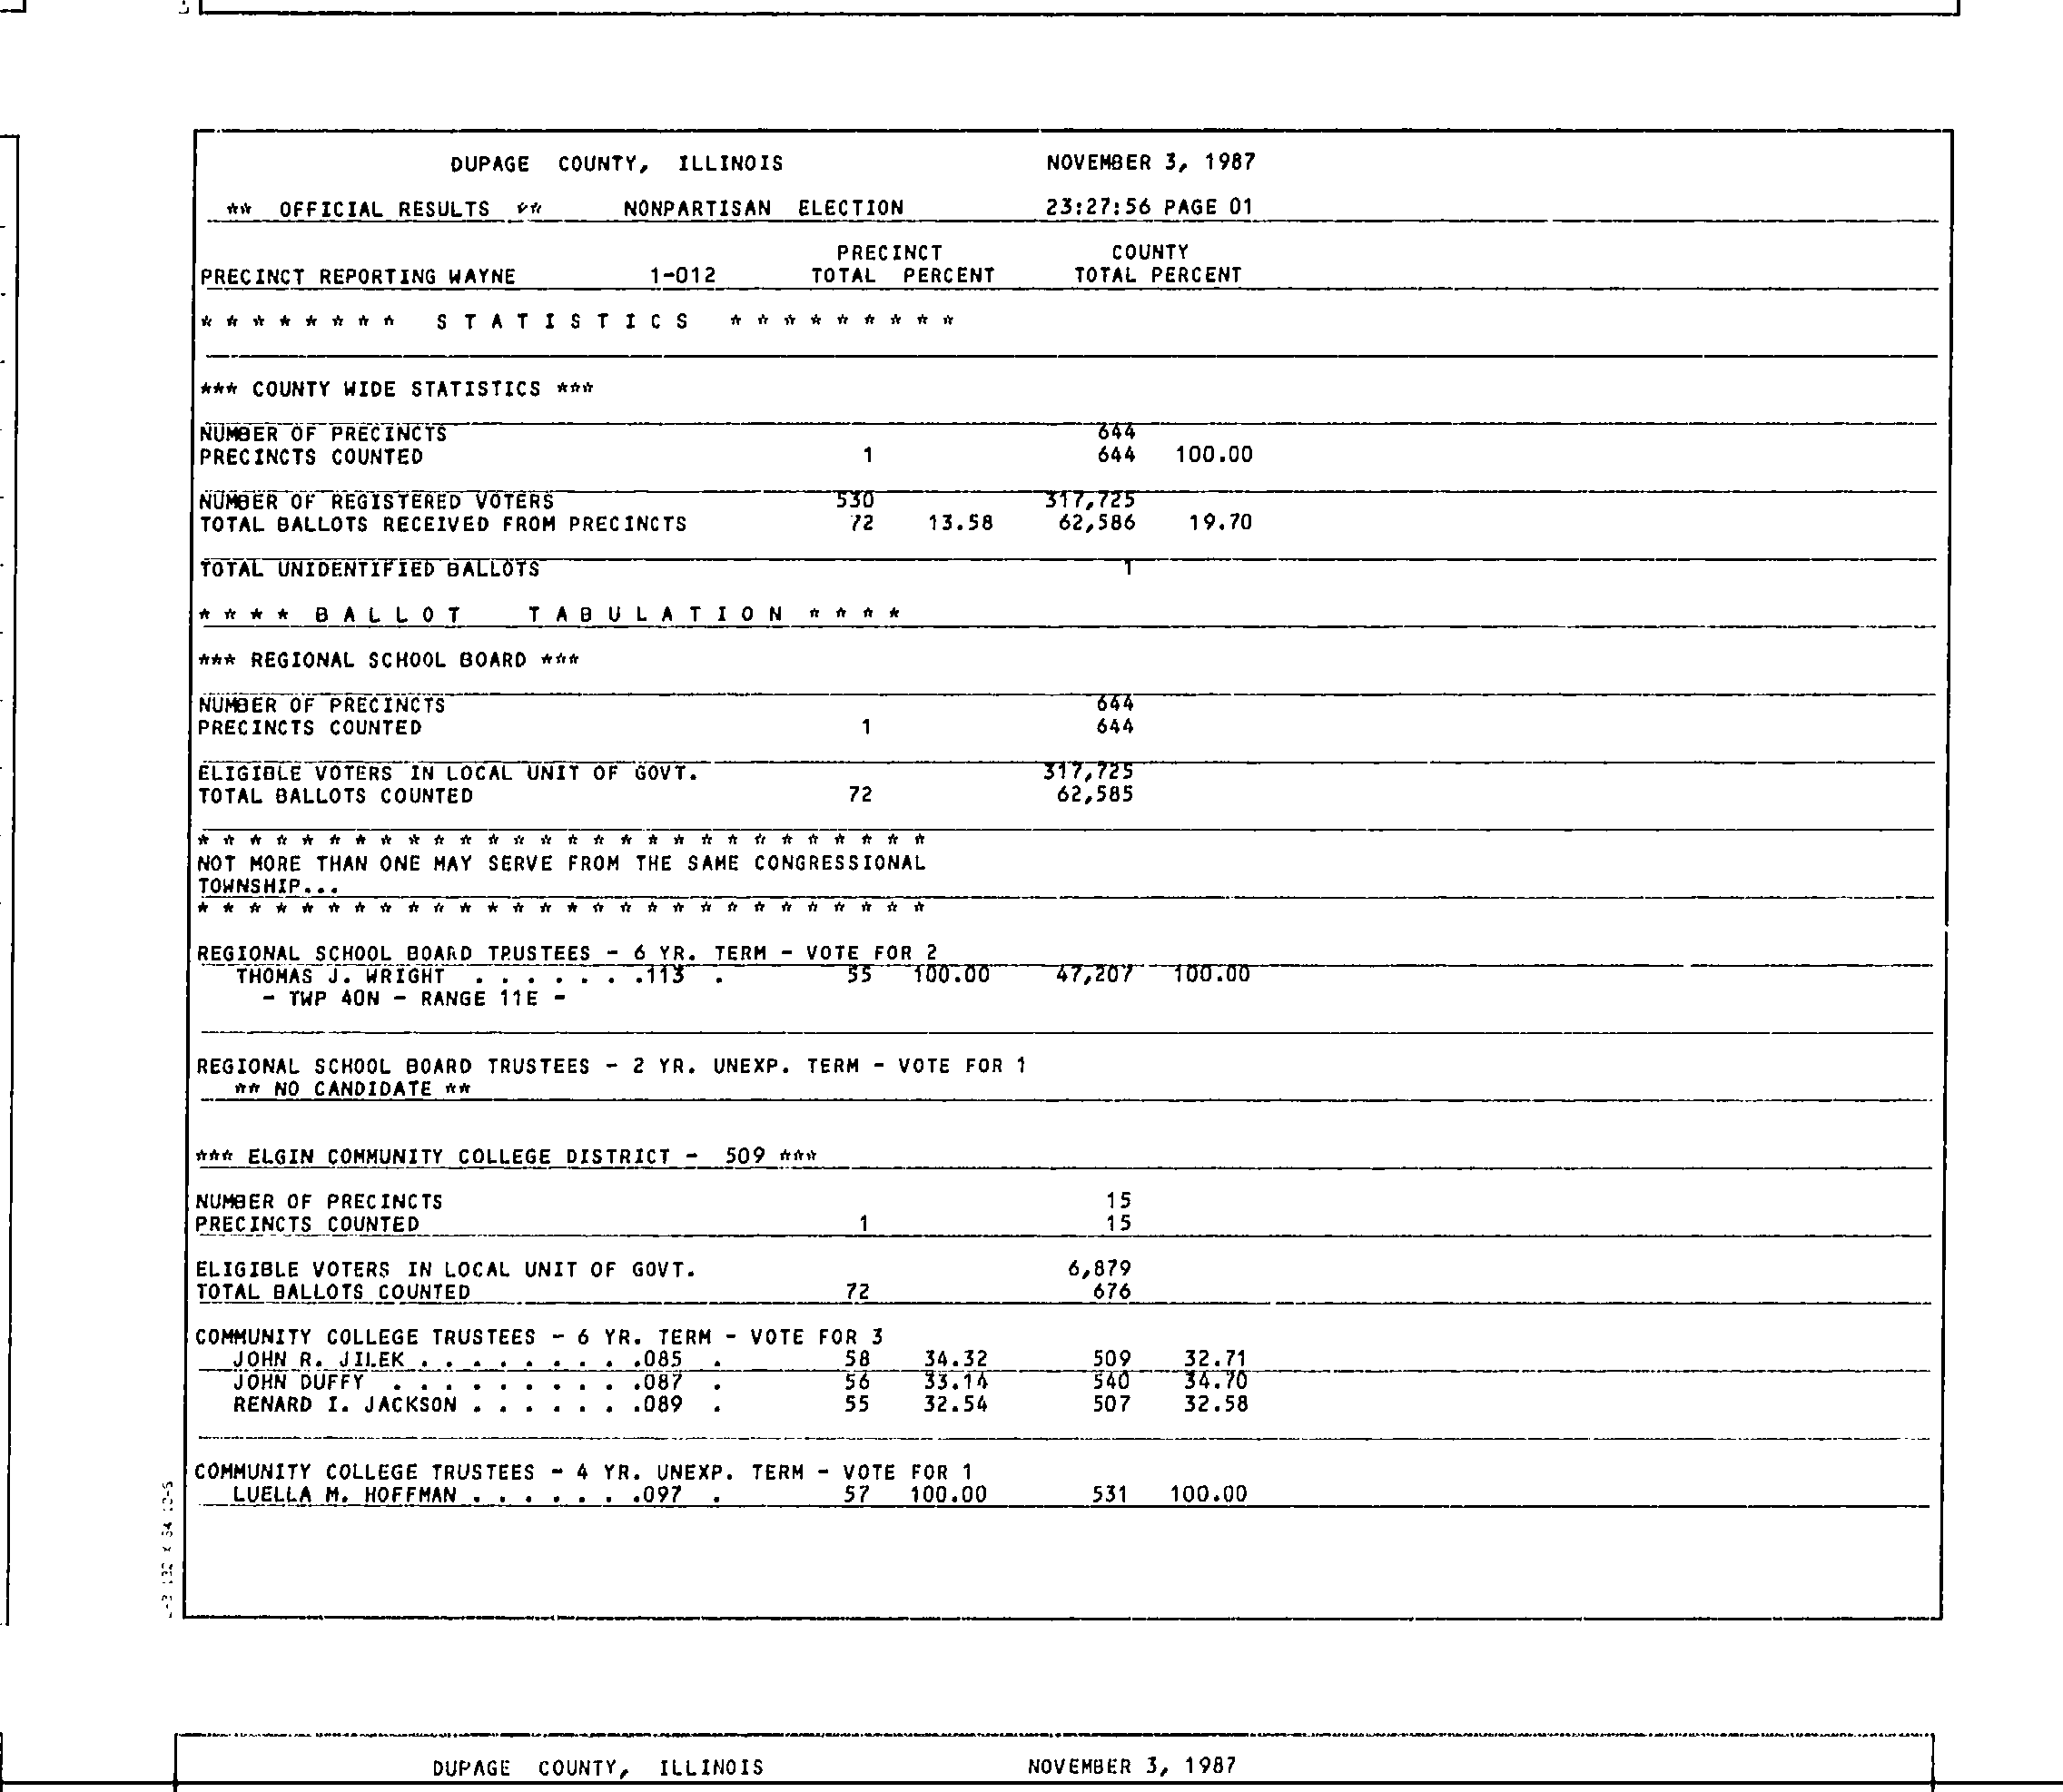 DUPAGE COUNTY, ILLINOIS NOVEMBER 3, 1987
** OFFICIAL RESULTS ** NONPARTISAN ELECTION 23:27:56 PAGE 01
PRECINCT COUNTY
PRECINCT REPORTING WAYNE 1-012 TOTAL PERCENT TOTAL PERCENT
* * * * * * * * S T A T I S T I C S * * * * * * * * *
*** COUNTY WIDE STATISTICS ***
NUMBER OF PRECINCTS 644
PRECINCTS COUNTED 1 644 100.00
NUMBER OF REGISTERED VOTERS 530 317,725
TOTAL BALLOTS RECEIVED FROM PRECINCTS 72 13.58 62,586 19.70
TOTAL UNIDENTIFIED BALLOTS 1
* * * * B A L L O T T A B U L A T I O N * * * *
*** REGIONAL SCHOOL BOARD ***
NUMBER OF PRECINCTS 644
PRECINCTS COUNTED 1 644
ELIGIBLE VOTERS IN LOCAL UNIT OF GOVT. 317,725
TOTAL BALLOTS COUNTED 72 62,585
* * * * * * * * * * * * * * * * * * * * * * * * * * * *
NOT MORE THAN ONE MAY SERVE FROM THE SAME CONGRESSIONAL
TOWNSHIP...
* * * * * * * * * * * * * * * * * * * * * * * * * * * *
REGIONAL SCHOOL BOARD TRUSTEES - 6 YR. TERM - VOTE FOR 2
THOMAS J. WRIGHT . . . . . . .113 . 55 100.00 47,207 100.00
- TWP 40N - RANGE 11E -
REGIONAL SCHOOL BOARD TRUSTEES - 2 YR. UNEXP. TERM - VOTE FOR 1
** NO CANDIDATE **
*** ELGIN COMMUNITY COLLEGE DISTRICT - 509 ***
NUMBER OF PRECINCTS 15
PRECINCTS COUNTED 1 15
ELIGIBLE VOTERS IN LOCAL UNIT OF GOVT. 6,879
TOTAL BALLOTS COUNTED 72 676
COMMUNITY COLLEGE TRUSTEES - 6 YR. TERM - VOTE FOR 3
JOHN R. JILEK . . . . . . . . .085 . 58 34.32 509 32.71
JOHN DUFFY . . . . . . . . . .087 . 56 33.14 540 34.70
RENARD I. JACKSON . . . . . . .089 . 55 32.54 507 32.58
COMMUNITY COLLEGE TRUSTEES - 4 YR. UNEXP. TERM - VOTE FOR 1
LUELLA M. HOFFMAN . . . . . . .097 . 57 100.00 531 100.00
DUPAGE COUNTY, ILLINOIS NOVEMBER 3, 1987